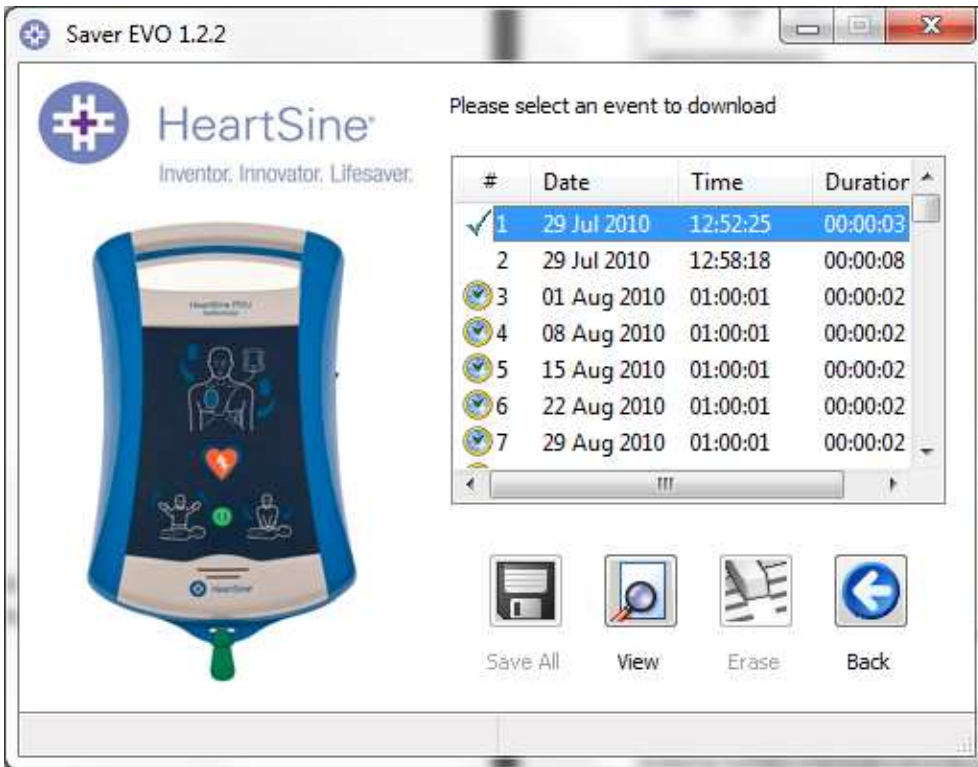 Saver EVO 1.2.2
HeartSine
Inventor. Innovator. Lifesaver.
Please select an event to download
# Date Time Duration
1 29 Jul 2010 12:52:25 00:00:03
2 29 Jul 2010 12:58:18 00:00:08
3 01 Aug 2010 01:00:01 00:00:02
4 08 Aug 2010 01:00:01 00:00:02
5 15 Aug 2010 01:00:01 00:00:02
6 22 Aug 2010 01:00:01 00:00:02
7 29 Aug 2010 01:00:01 00:00:02
HeartSine PDU
HeartSine
Save All View Erase Back